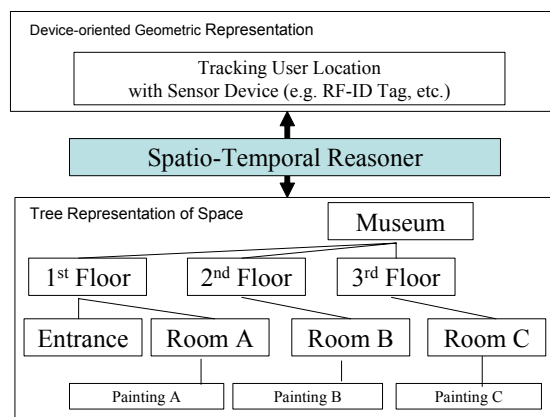 Device-oriented Geometric Representation
Tracking User Location
with Sensor Device (e.g. RF-ID Tag, etc.)
Spatio-Temporal Reasoner
Tree Representation of Space
Museum
1st Floor
2nd Floor
3rd Floor
Entrance
Room A
Room B
Room C
Painting A
Painting B
Painting C